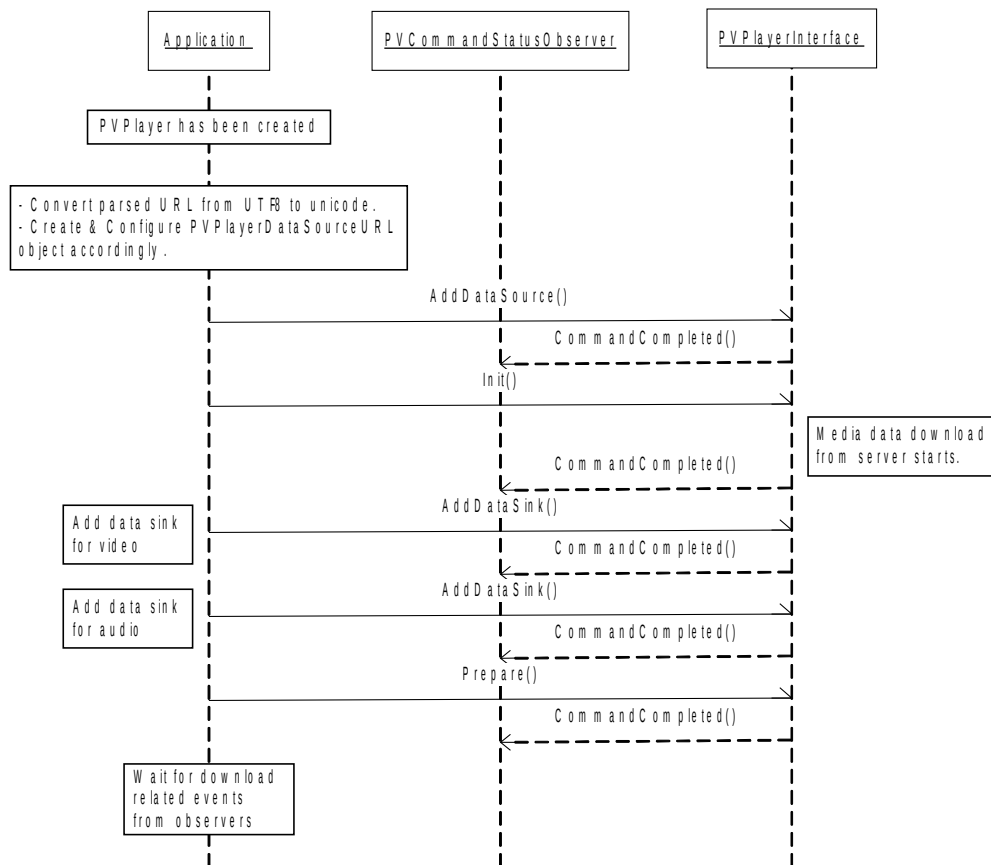 Application
PVCommandStatusObserver
PVPlayerInterface
PVPlayer has been created
- Convert parsed URL from UTF8 to unicode.
- Create & Configure PVPlayerDataSourceURL
object accordingly.
AddDataSource()
CommandCompleted()
Init()
Media data download
from server starts.
CommandCompleted()
AddDataSink()
Add data sink
for video
CommandCompleted()
AddDataSink()
Add data sink
for audio
CommandCompleted()
Prepare()
CommandCompleted()
Wait for download
related events
from observers